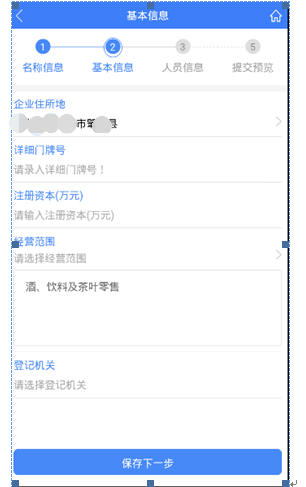 基本信息
1 2 3 5
名称信息 基本信息 人员信息 提交预览
企业住所地
市 县
详细门牌号
请录入详细门牌号！
注册资本(万元)
请输入注册资本(万元)
经营范围
请选择经营范围
酒、饮料及茶叶零售
登记机关
请选择登记机关
保存下一步